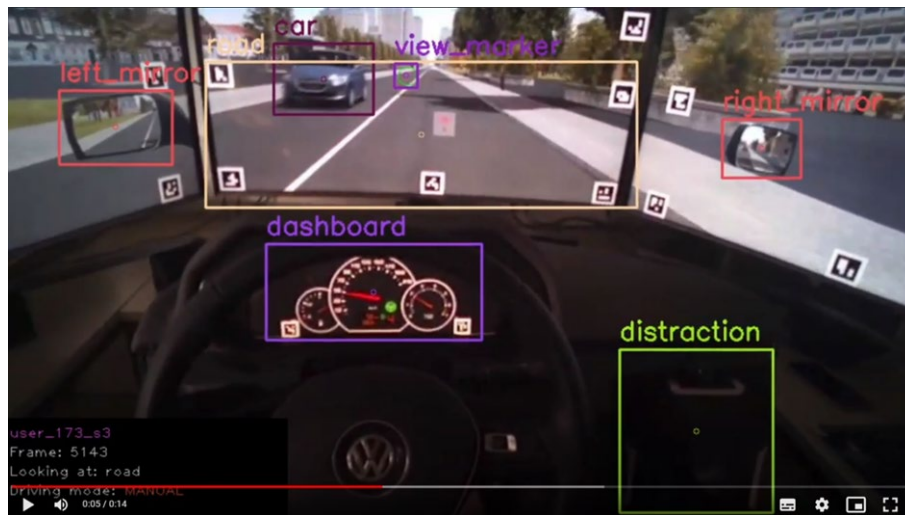 car
road
view_marker
left_mirror
right_mirror
dashboard
distraction
user_173_s3
Frame: 5143
Looking at: road
Driving mode: MANUAL
0:05 / 0:14